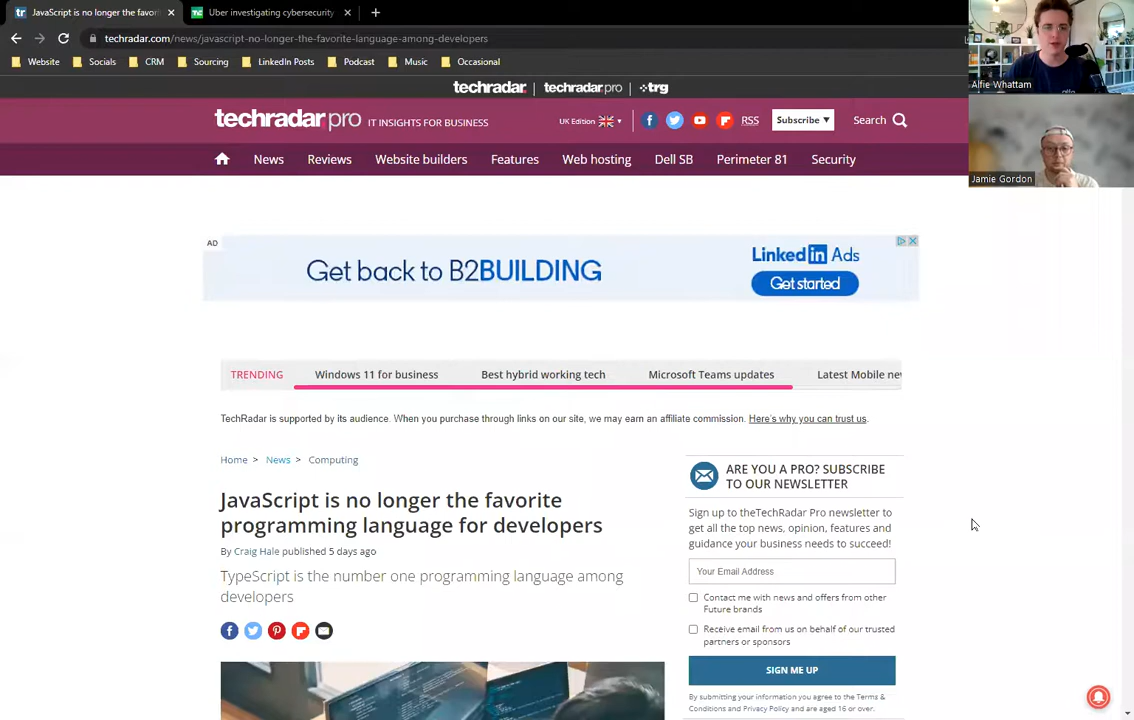 JavaScript is no longer the favor
Uber investigating cybersecurity
techradar.com/news/javascript-no-longer-the-favorite-language-among-developers
Website
Socials
CRM
Sourcing
LinkedIn Posts
Podcast
Music
Occasional
Alfie Whattam
Jamie Gordon
techradar. | techradar.pro | trg
techradar pro IT INSIGHTS FOR BUSINESS
UK Edition
RSS
Subscribe
Search
News
Reviews
Website builders
Features
Web hosting
Dell SB
Perimeter 81
Security
AD
Get back to B2BUILDING
Linked in Ads
Get started
TRENDING
Windows 11 for business
Best hybrid working tech
Microsoft Teams updates
Latest Mobile nev
TechRadar is supported by its audience. When you purchase through links on our site, we may earn an affiliate commission. Here's why you can trust us.
Home > News > Computing
JavaScript is no longer the favorite
programming language for developers
By Craig Hale published 5 days ago
TypeScript is the number one programming language among
developers
ARE YOU A PRO? SUBSCRIBE
TO OUR NEWSLETTER
Sign up to theTechRadar Pro newsletter to
get all the top news, opinion, features and
guidance your business needs to succeed!
Your Email Address
Contact me with news and offers from other
Future brands
Receive email from us on behalf of our trusted
partners or sponsors
SIGN ME UP
By submitting your information you agree to the Terms &
Conditions and Privacy Policy and are aged 16 or over.